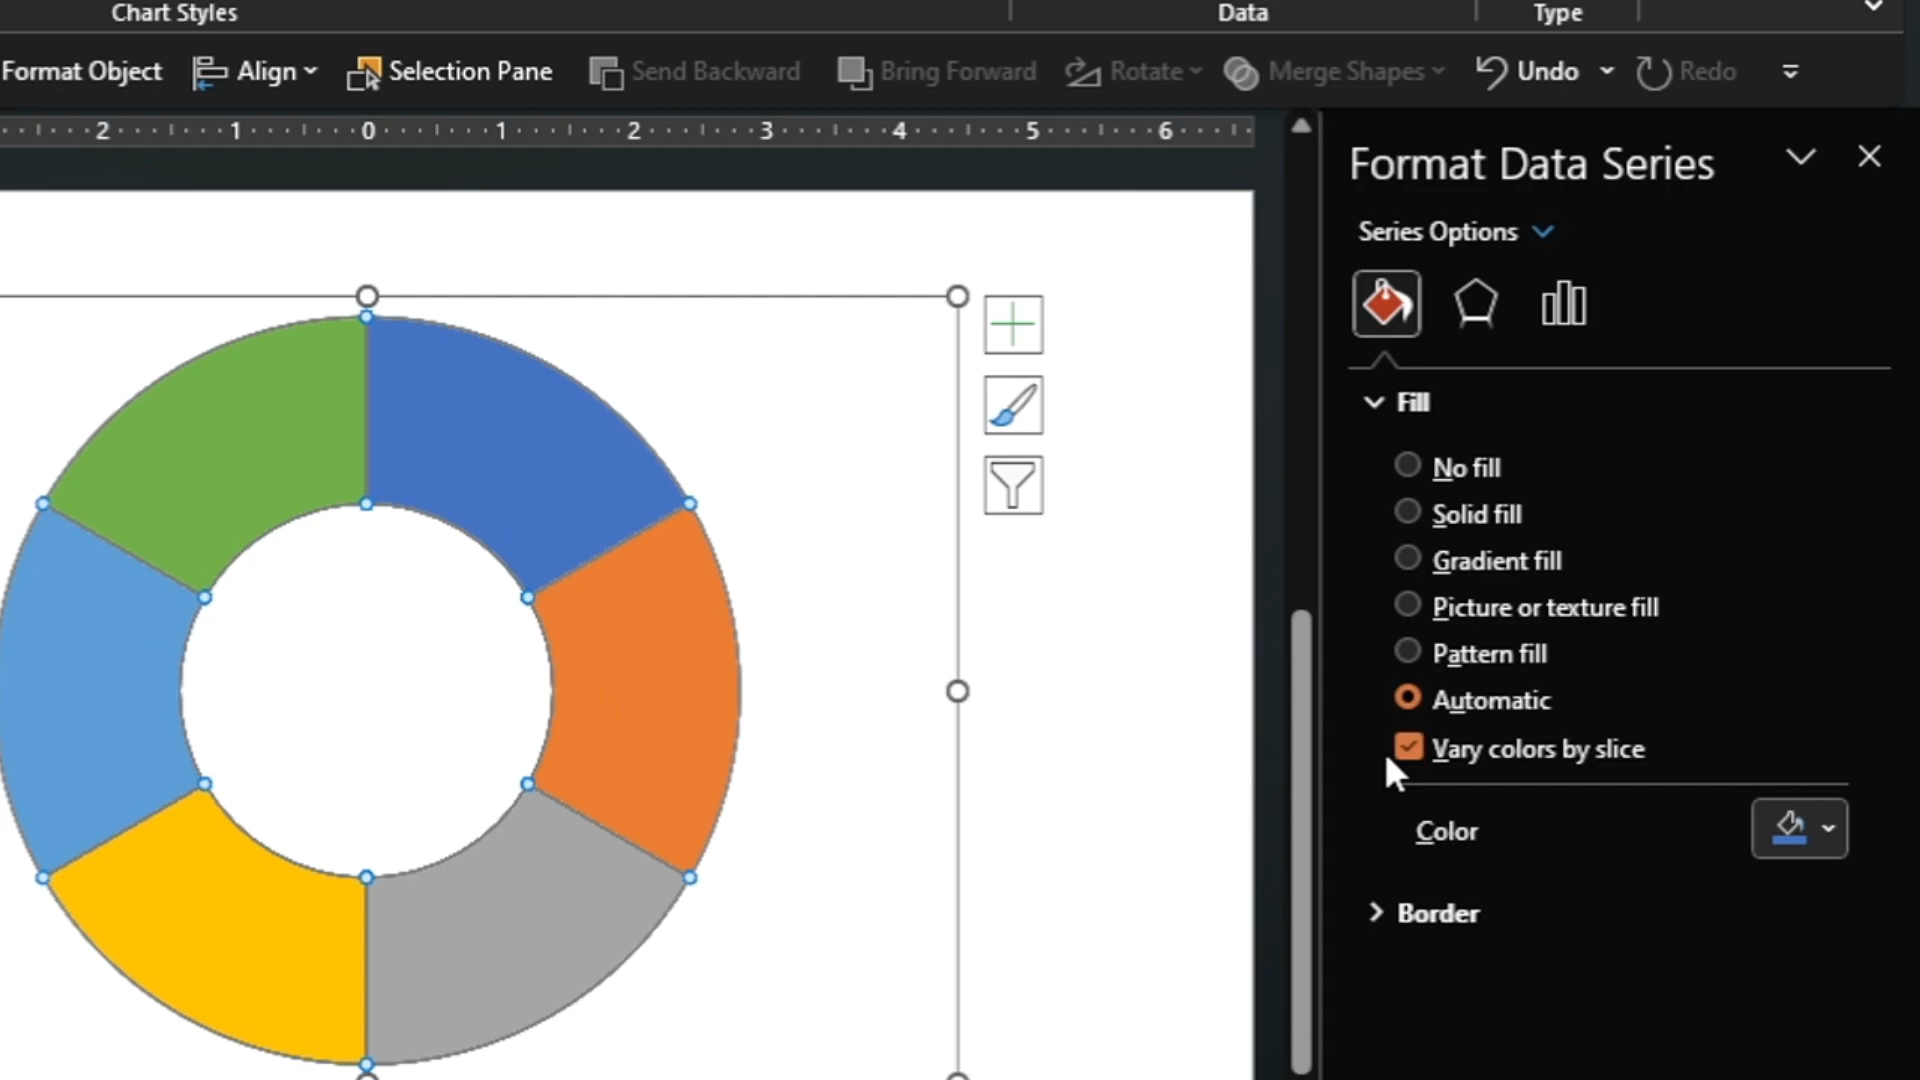 Chart Styles Data Type
Format Object Align Selection Pane Send Backward Bring Forward Rotate Merge Shapes Undo Redo
2 1 0 1 2 3 4 5 6
Format Data Series
Series Options
Fill
No fill
Solid fill
Gradient fill
Picture or texture fill
Pattern fill
Automatic
Vary colors by slice
Color
Border